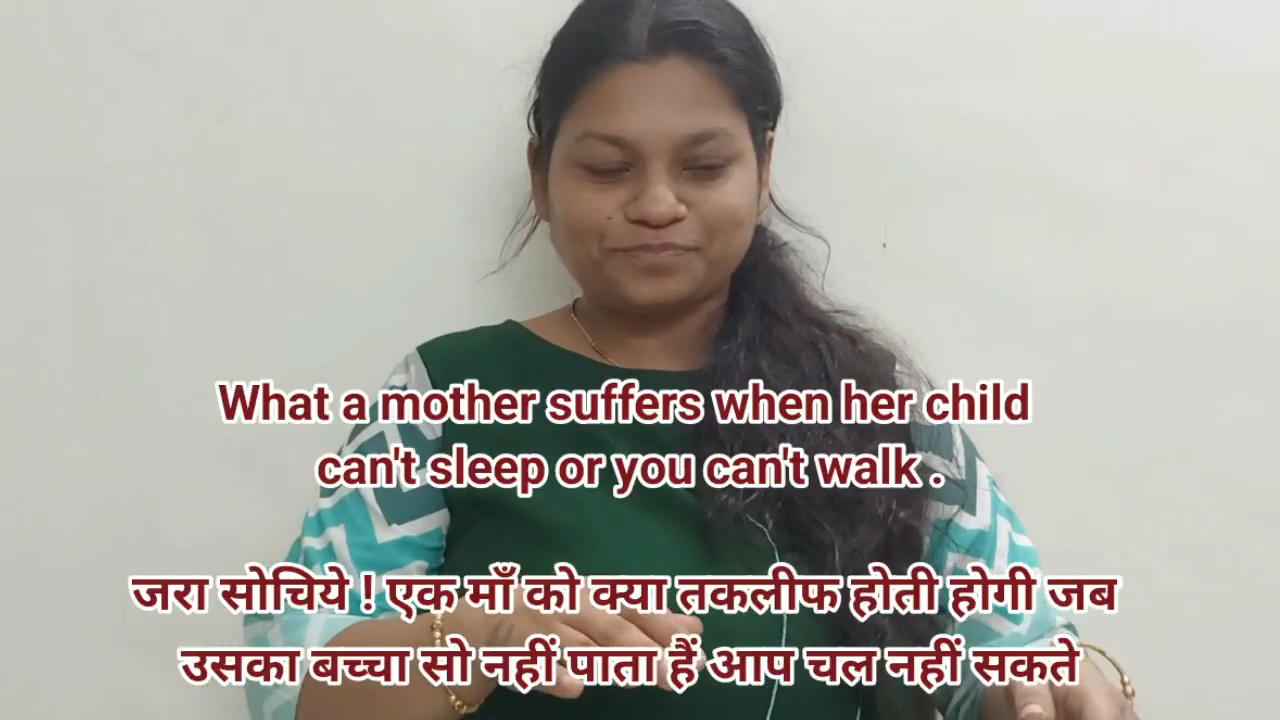 What a mother suffers when her child
can't sleep or you can't walk .
जरा सोचिये ! एक माँ को क्या तकलीफ होती होगी जब
उसका बच्चा सो नहीं पाता हैं आप चल नहीं सकते